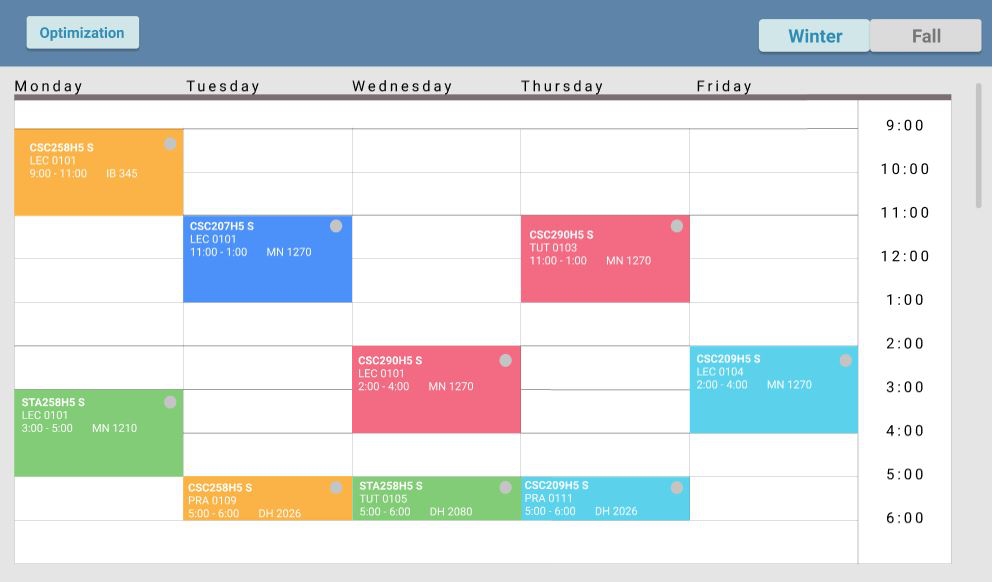 Optimization
Winter Fall
Monday Tuesday Wednesday Thursday Friday
9:00
CSC258H5 S
LEC 0101
9:00 - 11:00 IB 345
10:00
11:00
CSC207H5 S
LEC 0101
11:00 - 1:00 MN 1270
CSC290H5 S
TUT 0103
11:00 - 1:00 MN 1270
12:00
1:00
2:00
CSC290H5 S
LEC 0101
2:00 - 4:00 MN 1270
CSC209H5 S
LEC 0104
2:00 - 4:00 MN 1270
3:00
STA258H5 S
LEC 0101
3:00 - 5:00 MN 1210
4:00
5:00
CSC258H5 S
PRA 0109
5:00 - 6:00 DH 2026
STA258H5 S
TUT 0105
5:00 - 6:00 DH 2080
CSC209H5 S
PRA 0111
5:00 - 6:00 DH 2026
6:00